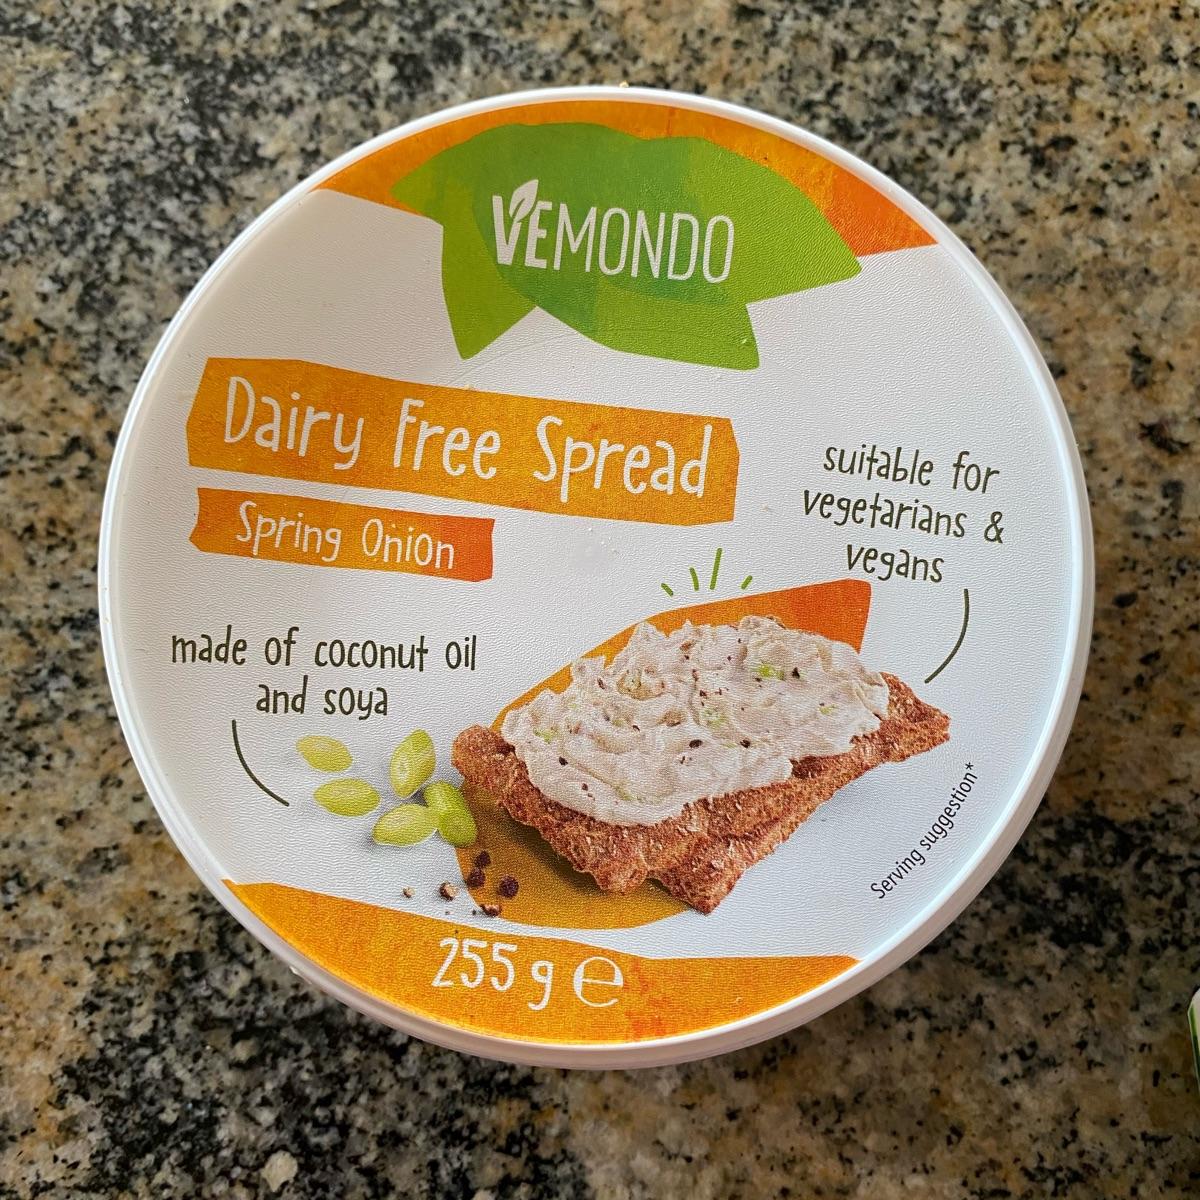 VEMONDO
Dairy Free Spread
Spring Onion
suitable for
vegetarians &
vegans
made of coconut oil
and soya
Serving suggestion*
255 g ℮